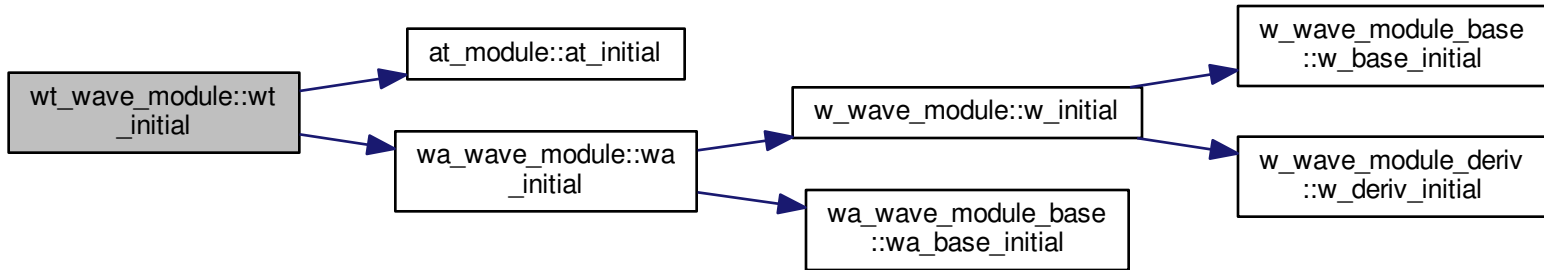 wt_wave_module::wt
_initial
at_module::at_initial
wa_wave_module::wa
_initial
w_wave_module::w_initial
wa_wave_module_base
::wa_base_initial
w_wave_module_base
::w_base_initial
w_wave_module_deriv
::w_deriv_initial